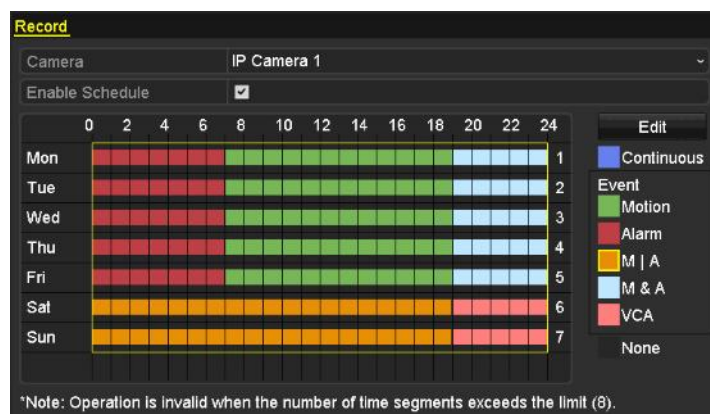 Record
Camera IP Camera 1
Enable Schedule
0 2 4 6 8 10 12 14 16 18 20 22 24 Edit
Mon 1 Continuous
Tue 2 Event
Motion
Wed 3 Alarm
Thu 4 M | A
Fri 5 M & A
Sat 6 VCA
Sun 7 None
*Note: Operation is invalid when the number of time segments exceeds the limit (8).